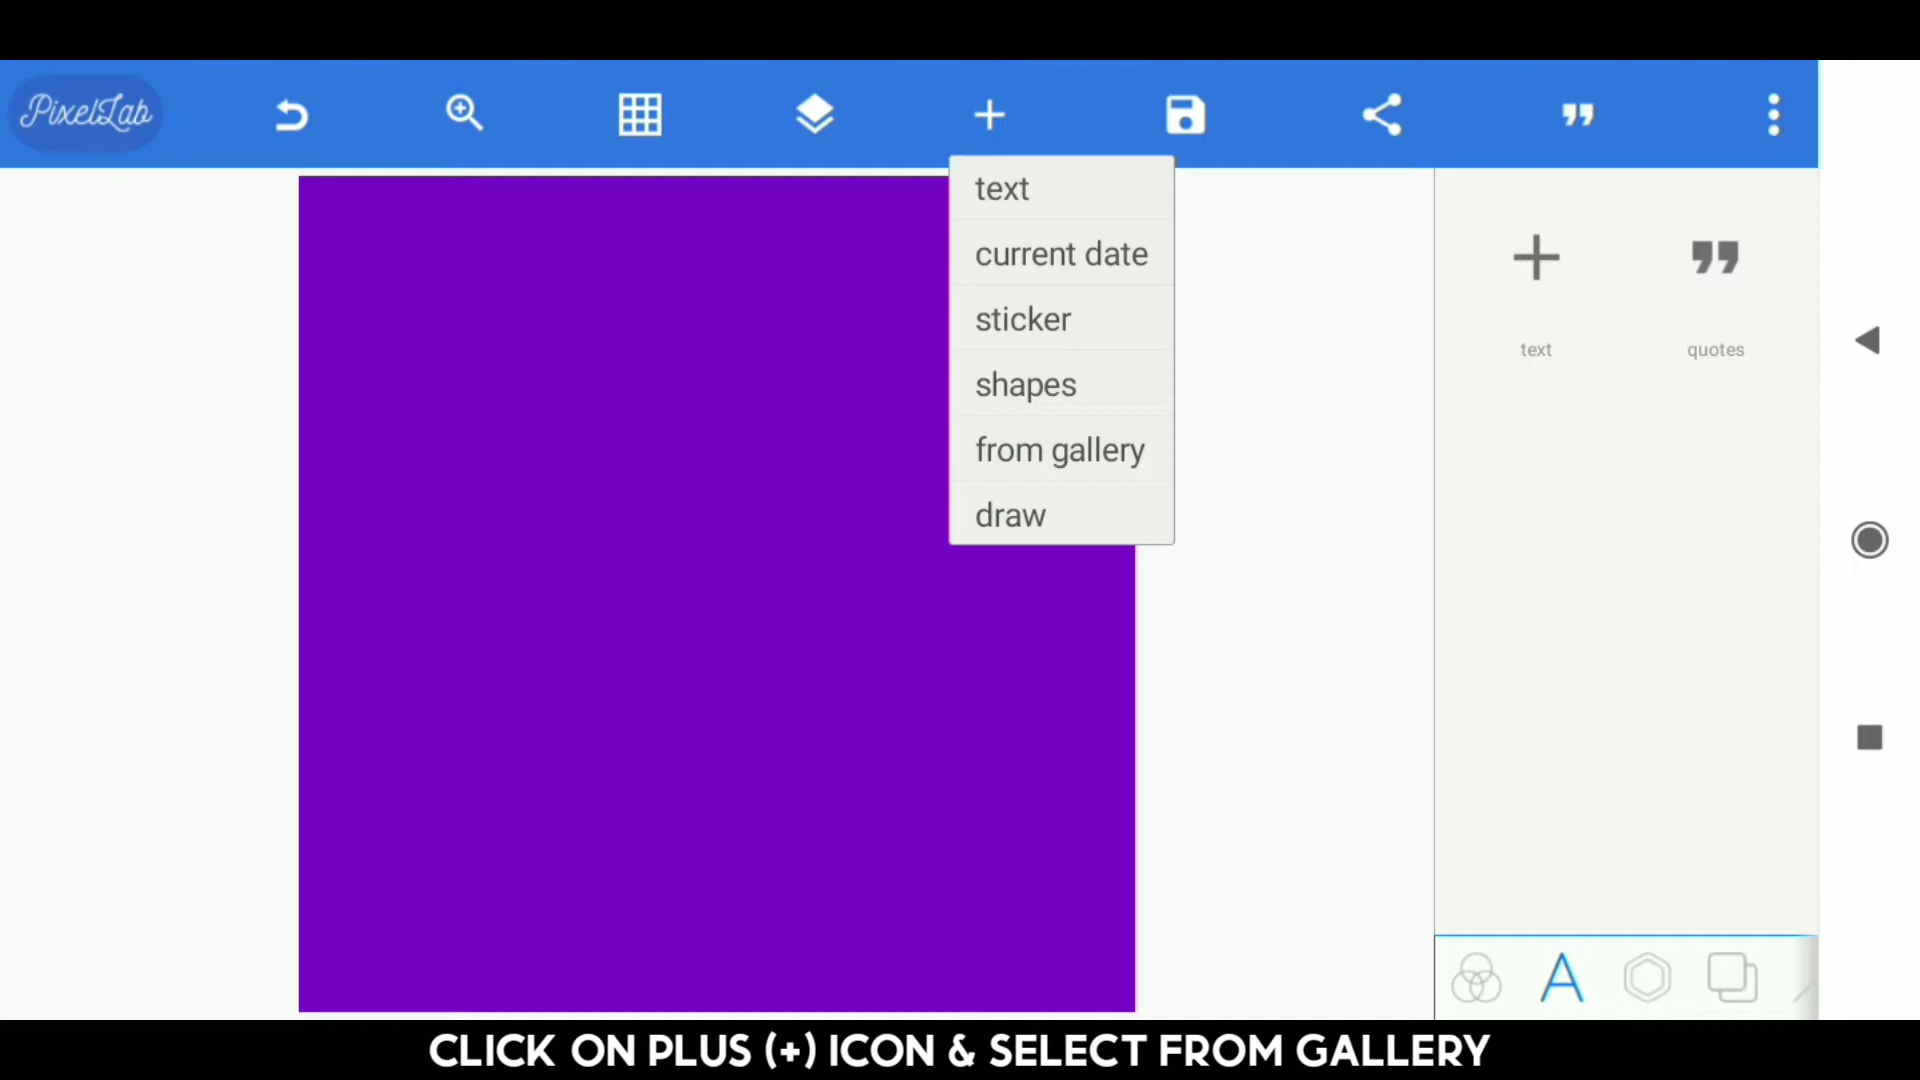 PixelLab
text
current date
sticker
shapes
from gallery
draw
text
quotes
CLICK ON PLUS (+) ICON & SELECT FROM GALLERY